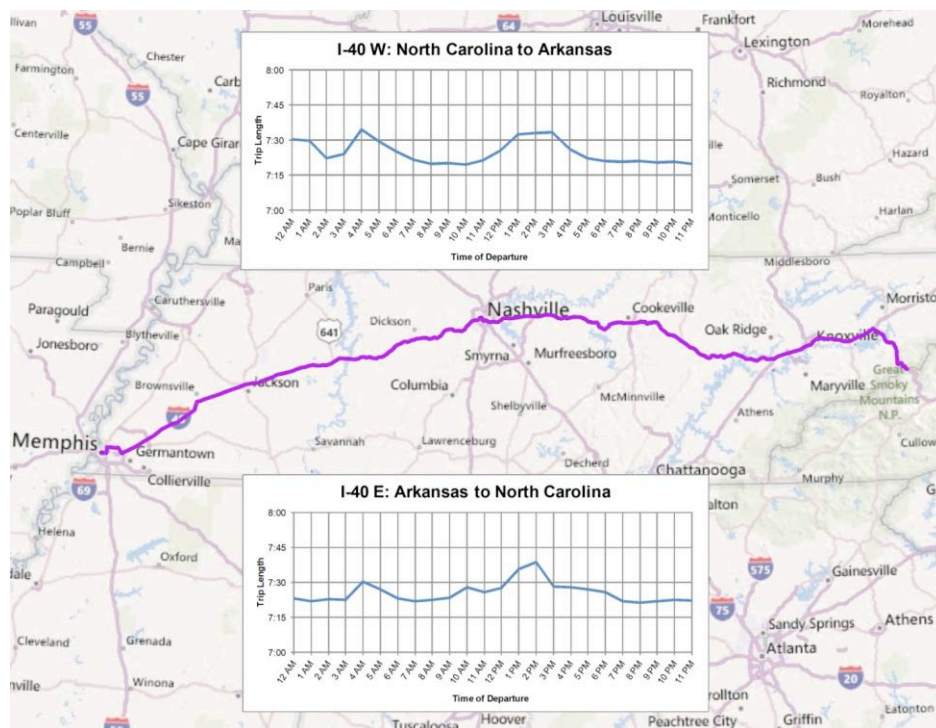 Louisville
Frankfort
Morehead
55
Chester
64
Lexington
I-40 W: North Carolina to Arkansas
Farmington
Richmond
55
Royalton
Centerville
Cape Girar
Hazard
Somerset
Bush
Sikeston
Poplar Bluff
Monticello
Harlan
Bernie
Middlesboro
Campbell
8:00
7:45
7:30
7:15
7:00
Trip Length
12 AM
1 AM
2 AM
3 AM
4 AM
5 AM
6 AM
7 AM
8 AM
9 AM
10 AM
11 AM
12 PM
1 PM
2 PM
3 PM
4 PM
5 PM
6 PM
7 PM
8 PM
9 PM
10 PM
11 PM
Time of Departure
Paris
Caruthersville
Morristo
Paragould
Nashville
Cookeville
641
Dickson
Blytheville
Oak Ridge
Knoxville
Jonesboro
Smyrna
Murfreesboro
Great
Smoky
Mountains
N.P.
Maryville
Brownsville
Jackson
Columbia
McMinnville
Shelbyville
Athens
40
Memphis
Savannah
Lawrenceburg
Cullow
Germantown
Decherd
Chattanooga
Collierville
Murphy
69
I-40 E: Arkansas to North Carolina
alton
Helena
Oxford
575
Gainesville
dale
75
Athens
Sandy Springs
Cleveland
Grenada
Atlanta
20
nville
Winona
8:00
7:45
7:30
7:15
7:00
Trip Length
12 AM
1 AM
2 AM
3 AM
4 AM
5 AM
6 AM
7 AM
8 AM
9 AM
10 AM
11 AM
12 PM
1 PM
2 PM
3 PM
4 PM
5 PM
6 PM
7 PM
8 PM
9 PM
10 PM
11 PM
Time of Departure
rollton
Eatonton
Tuscaloosa
Hoover
Peachtree City
Griffin